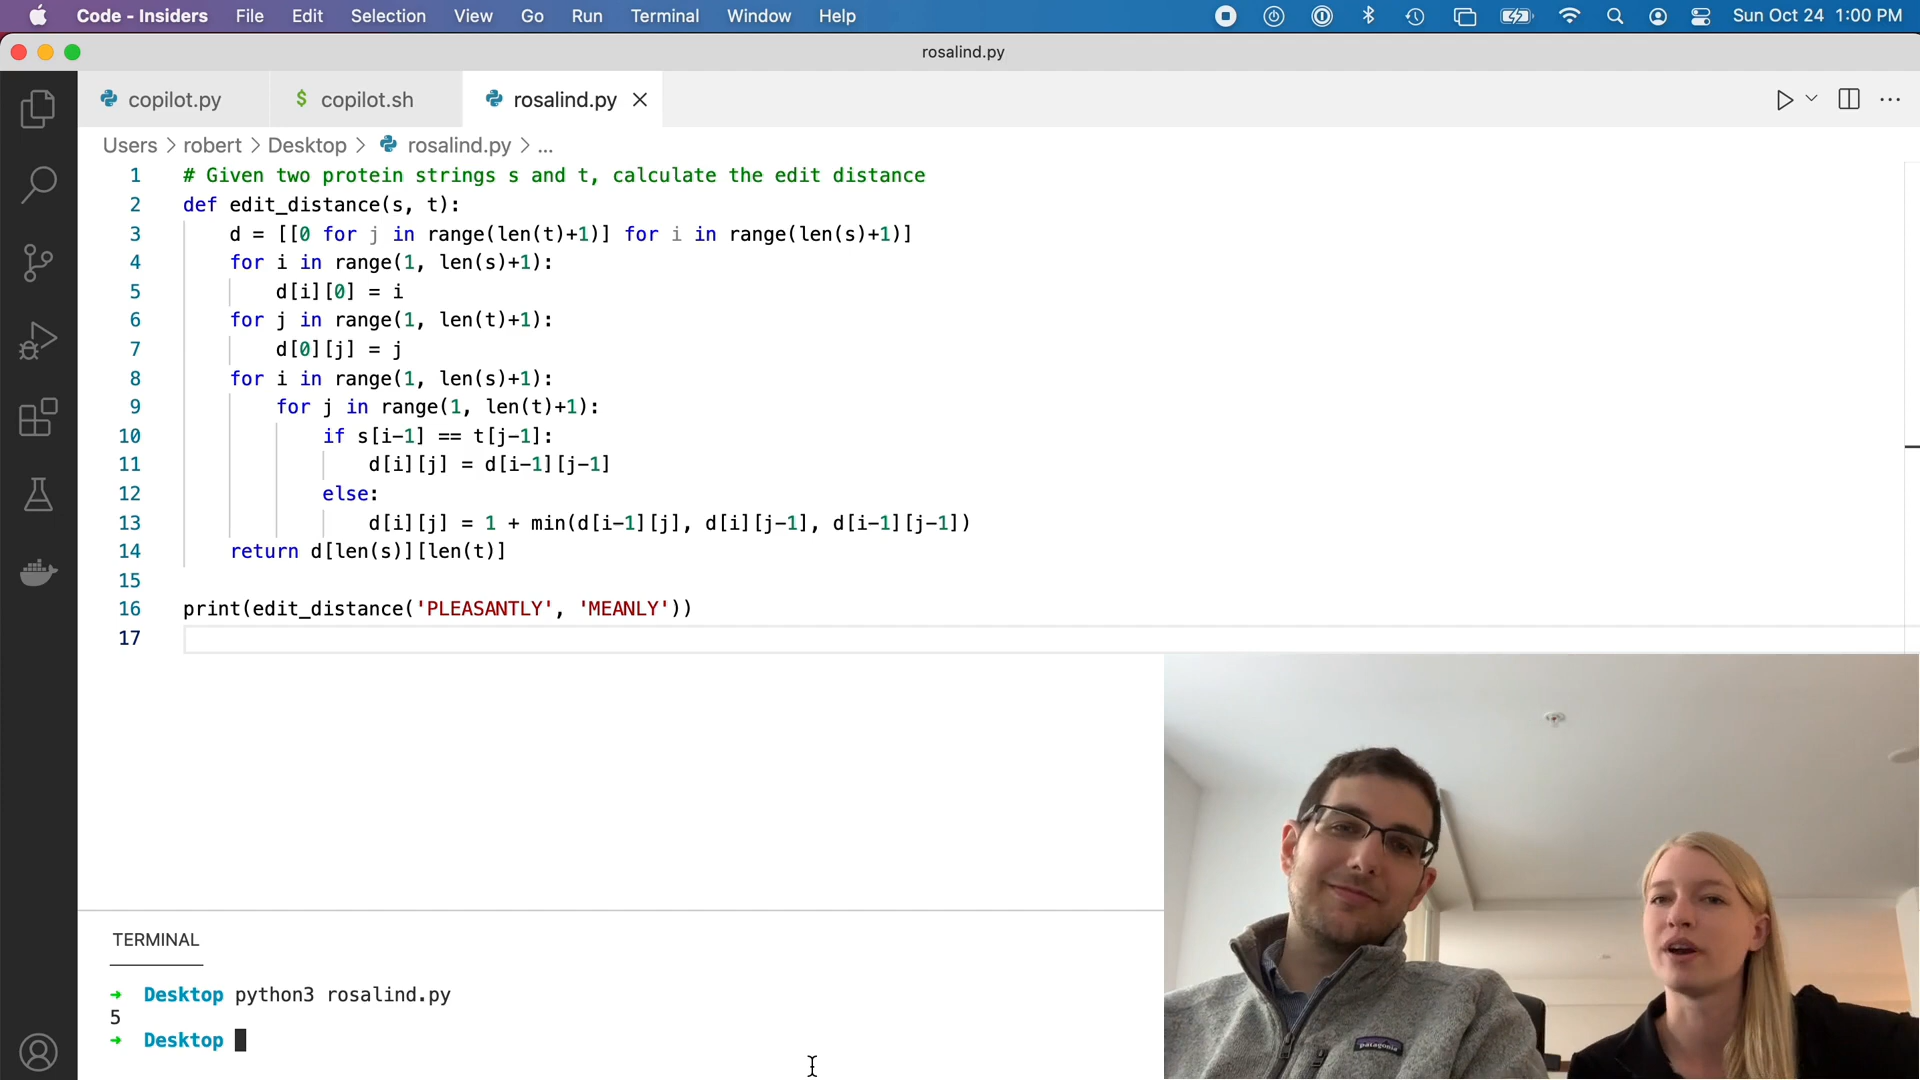 Code - Insiders File Edit Selection View Go Run Terminal Window Help Sun Oct 24 1:00 PM
rosalind.py
copilot.py $ copilot.sh rosalind.py
Users > robert > Desktop > rosalind.py > ...
1 # Given two protein strings s and t, calculate the edit distance
2 def edit_distance(s, t):
3 d = [[0 for j in range(len(t)+1)] for i in range(len(s)+1)]
4 for i in range(1, len(s)+1):
5 d[i][0] = i
6 for j in range(1, len(t)+1):
7 d[0][j] = j
8 for i in range(1, len(s)+1):
9 for j in range(1, len(t)+1):
10 if s[i-1] == t[j-1]:
11 d[i][j] = d[i-1][j-1]
12 else:
13 d[i][j] = 1 + min(d[i-1][j], d[i][j-1], d[i-1][j-1])
14 return d[len(s)][len(t)]
15
16 print(edit_distance('PLEASANTLY', 'MEANLY'))
17
TERMINAL
→ Desktop python3 rosalind.py
5
→ Desktop
patagonia